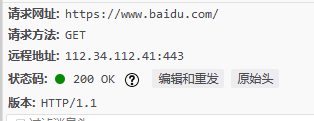 请求网址: https://www.baidu.com/
请求方法: GET
远程地址: 112.34.112.41:443
状态码: 200 OK ? 编辑和重发 原始头
版本: HTTP/1.1